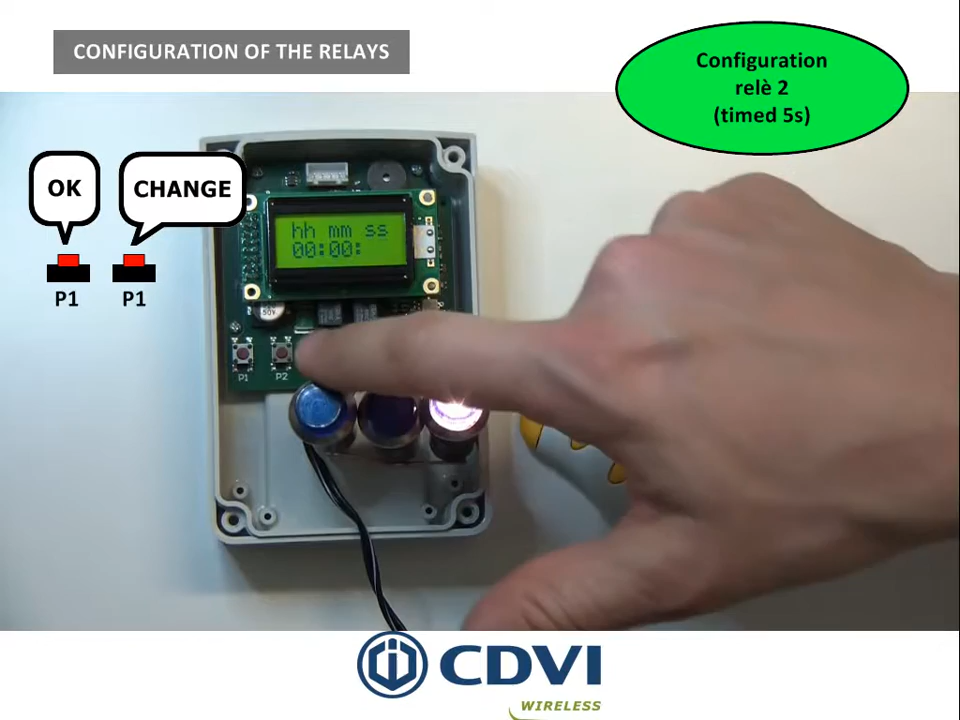 CONFIGURATION OF THE RELAYS
Configuration
relè 2
(timed 5s)
OK
CHANGE
P1
P1
hh mm ss
00:00:
P1
P2
CDVI
WIRELESS